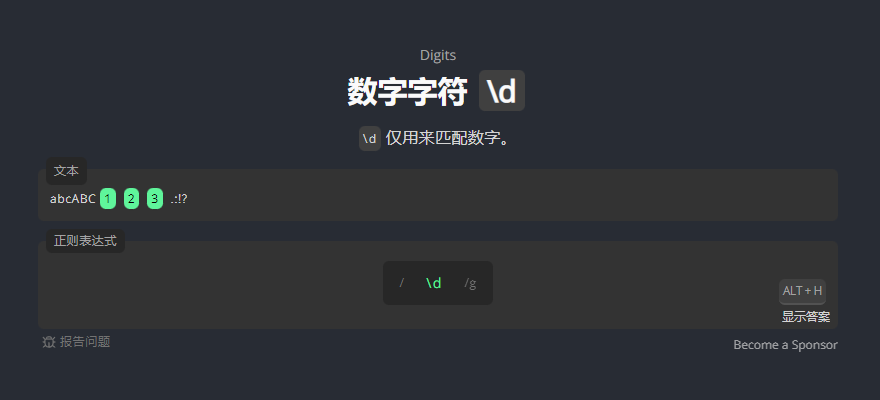 Digits
数字字符 \d
\d 仅用来匹配数字。
文本
abcABC 1 2 3 .:!?
正则表达式
/ \d /g
ALT + H
显示答案
报告问题
Become a Sponsor